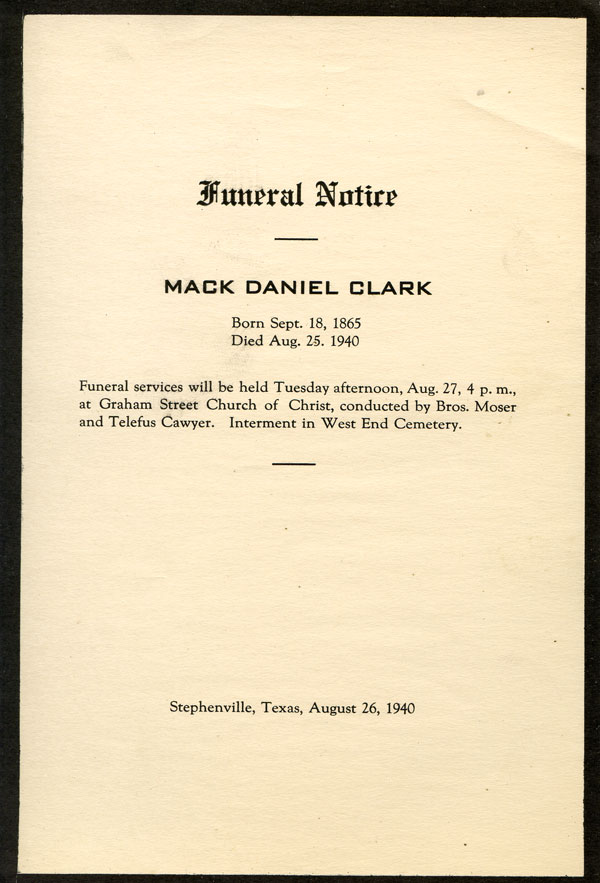 Funeral Notice
MACK DANIEL CLARK
Born Sept. 18, 1865
Died Aug. 25. 1940
Funeral services will be held Tuesday afternoon, Aug. 27, 4 p. m.,
at Graham Street Church of Christ, conducted by Bros. Moser
and Telefus Cawyer. Interment in West End Cemetery.
Stephenville, Texas, August 26, 1940